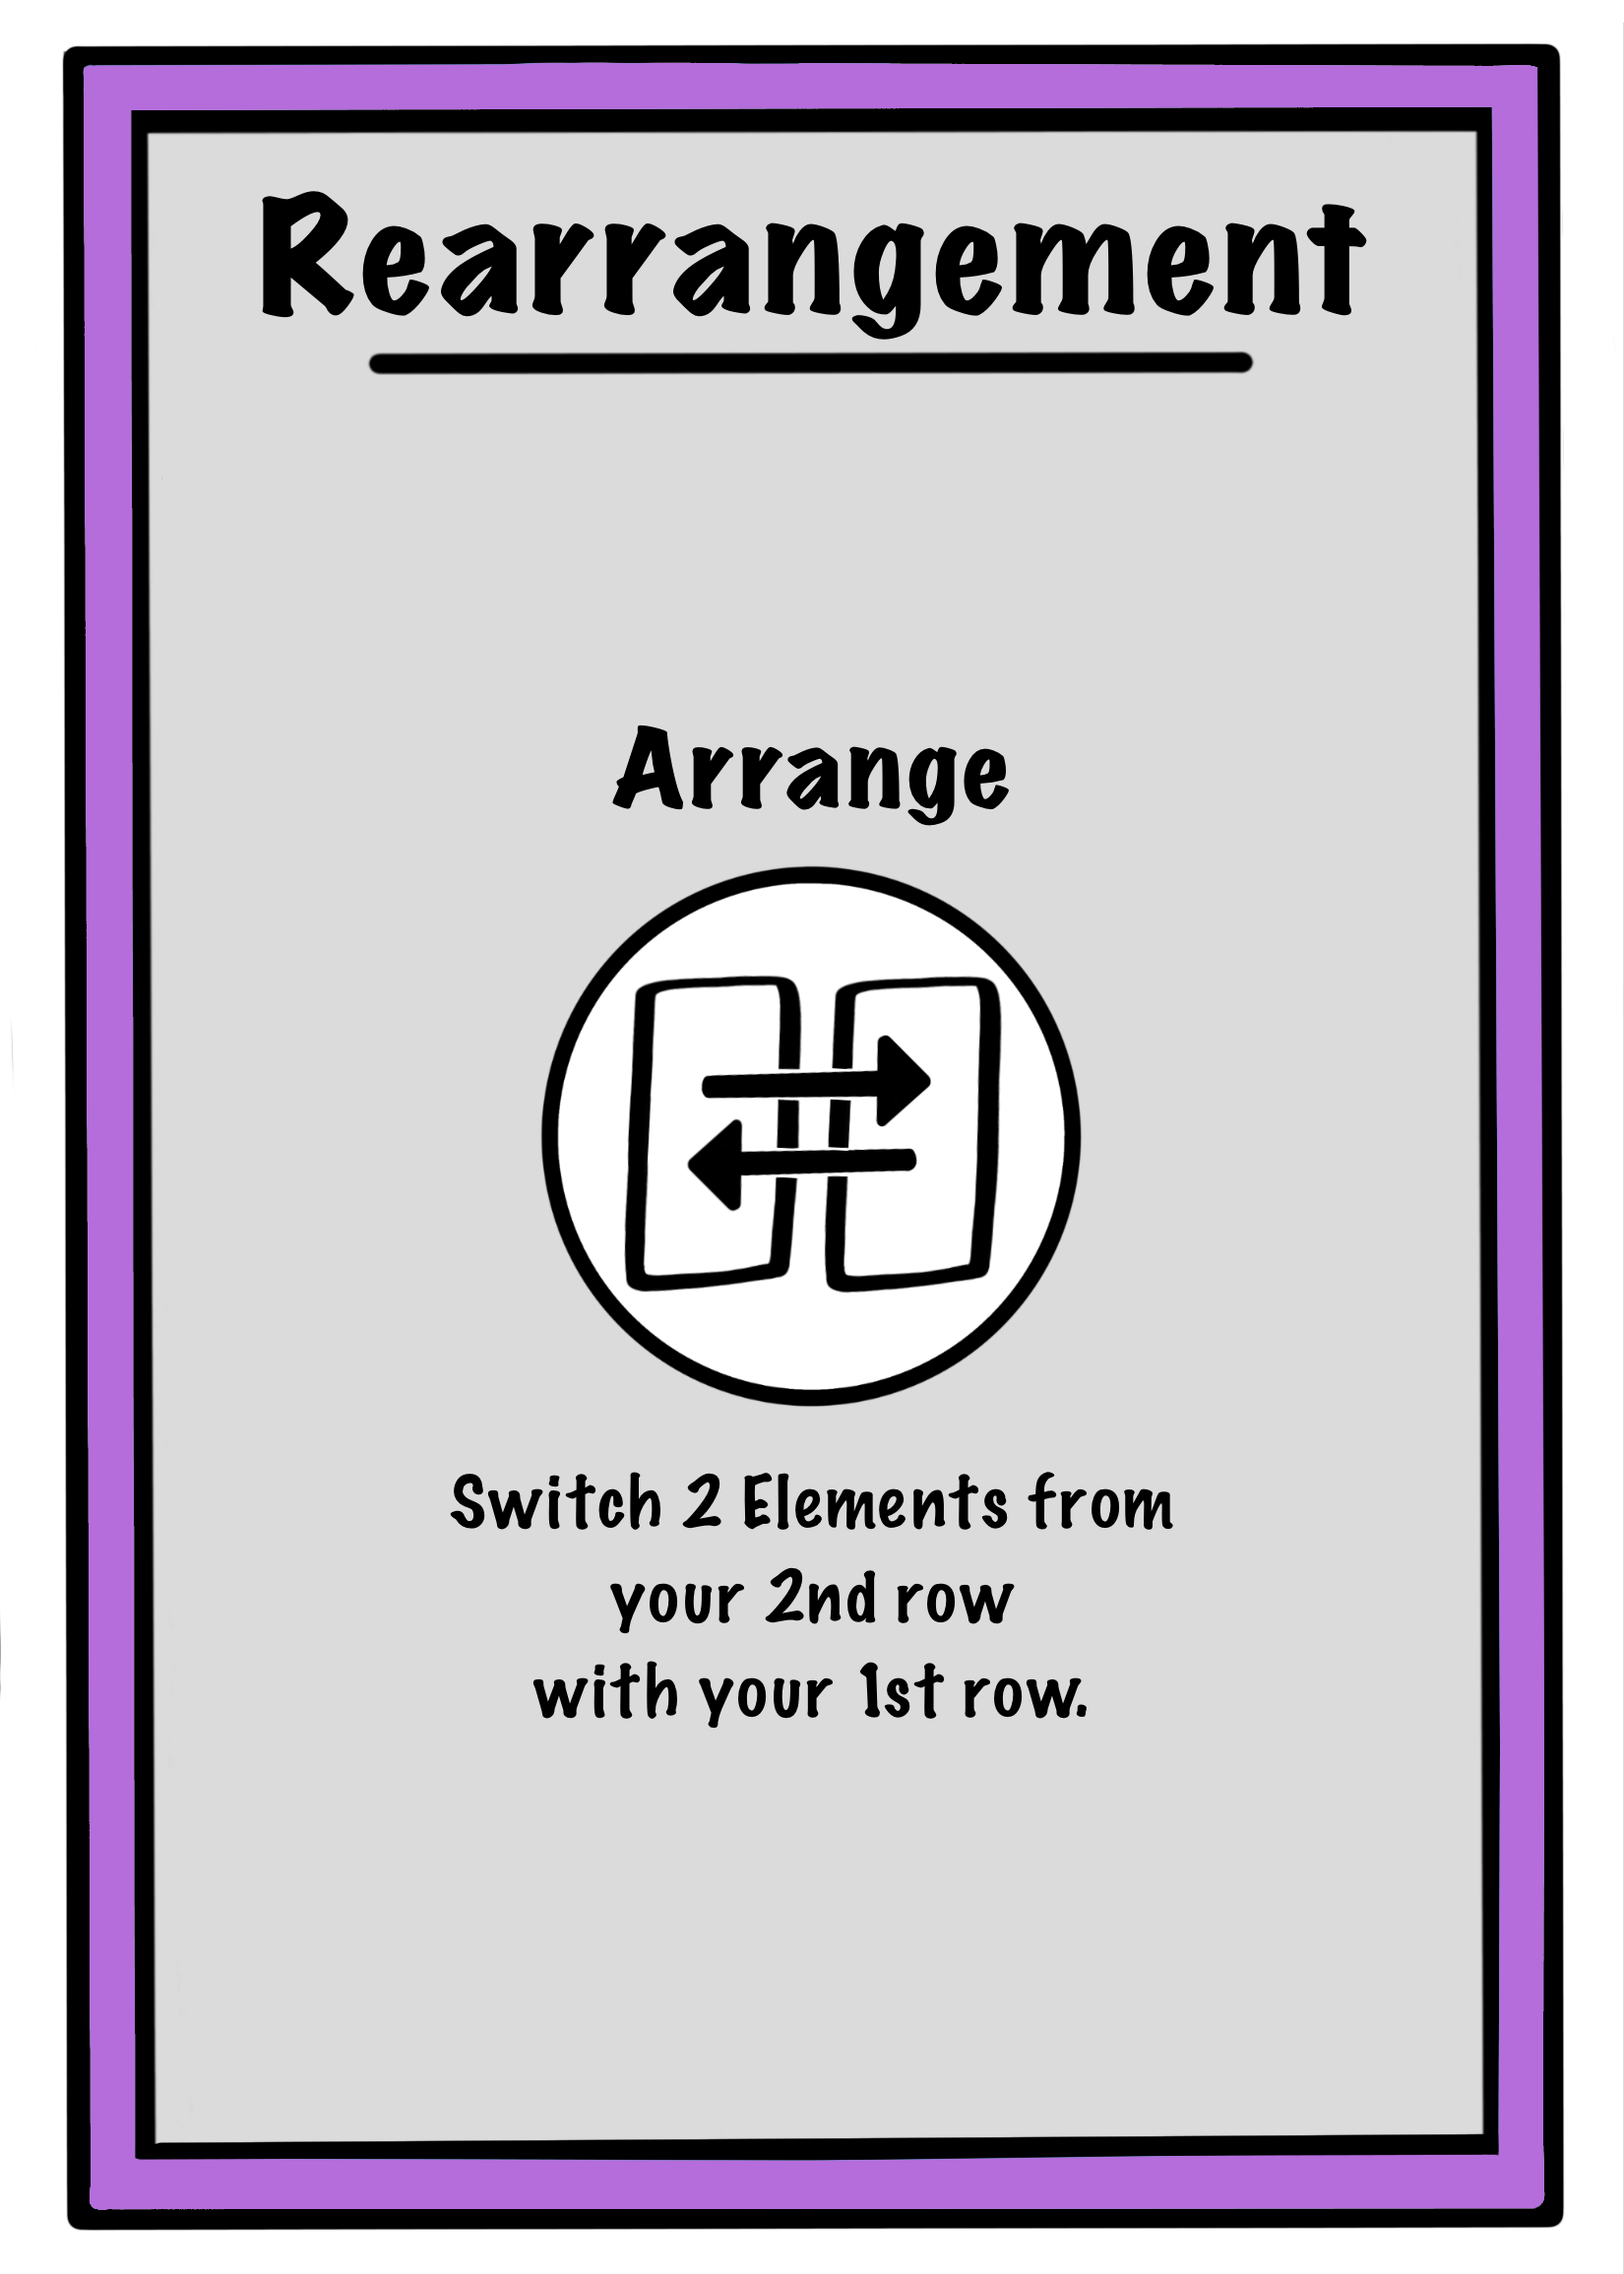 Rearrangement
Arrange
Switch 2 Elements from
your 2nd row
with your 1st row.